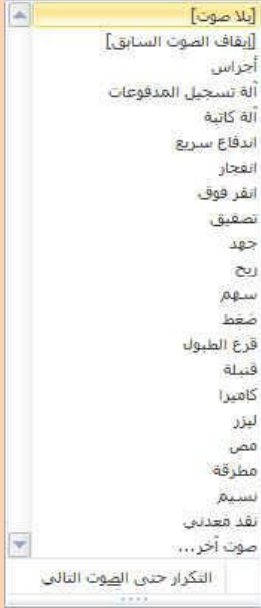 [بلا صوت]
[إيقاف الصوت السابق]
أجراس
آلة تسجيل المدفوعات
آلة كاتبة
اندفاع سريع
انفجار
انقر فوق
تصفيق
جهد
ريح
سهم
ضغط
قرع الطبول
قنبلة
كاميرا
ليزر
مص
مطرقة
نسيم
نقد معدني
صوت آخر...
التكرار حتى الصوت التالي